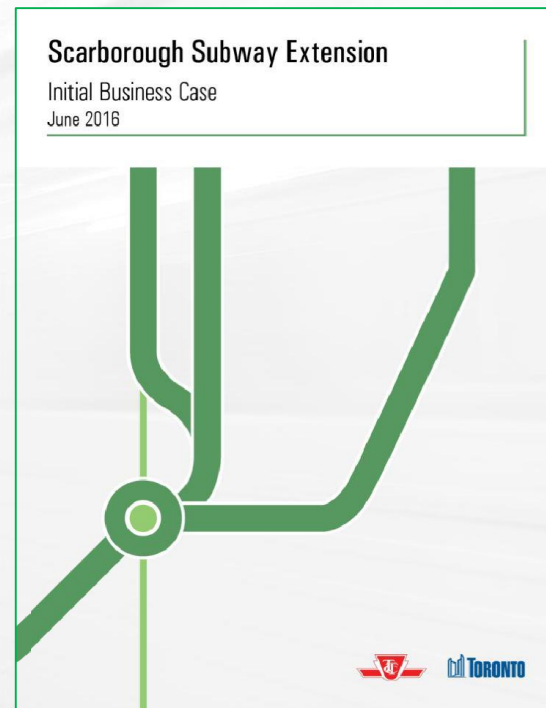 Scarborough Subway Extension
Initial Business Case
June 2016
TORONTO